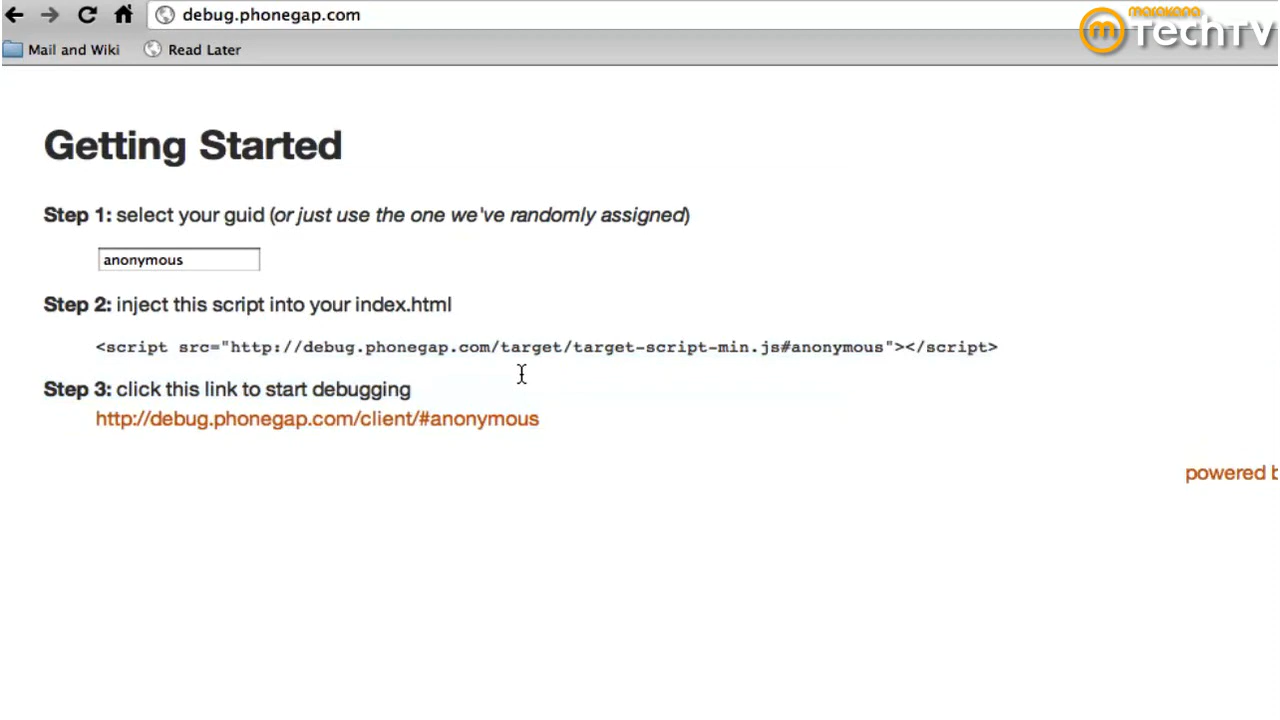 debug.phonegap.com
marakana
TechTV
Mail and Wiki
Read Later
Getting Started
Step 1: select your guid (or just use the one we've randomly assigned)
anonymous
Step 2: inject this script into your index.html
<script src="http://debug.phonegap.com/target/target-script-min.js#anonymous"></script>
Step 3: click this link to start debugging
http://debug.phonegap.com/client/#anonymous
powered b